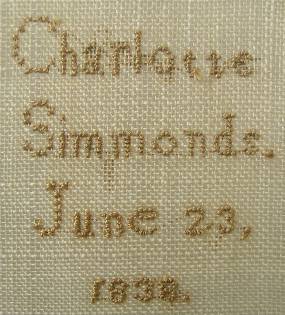 Charlotte
Simmonds.
June 23,
1838.